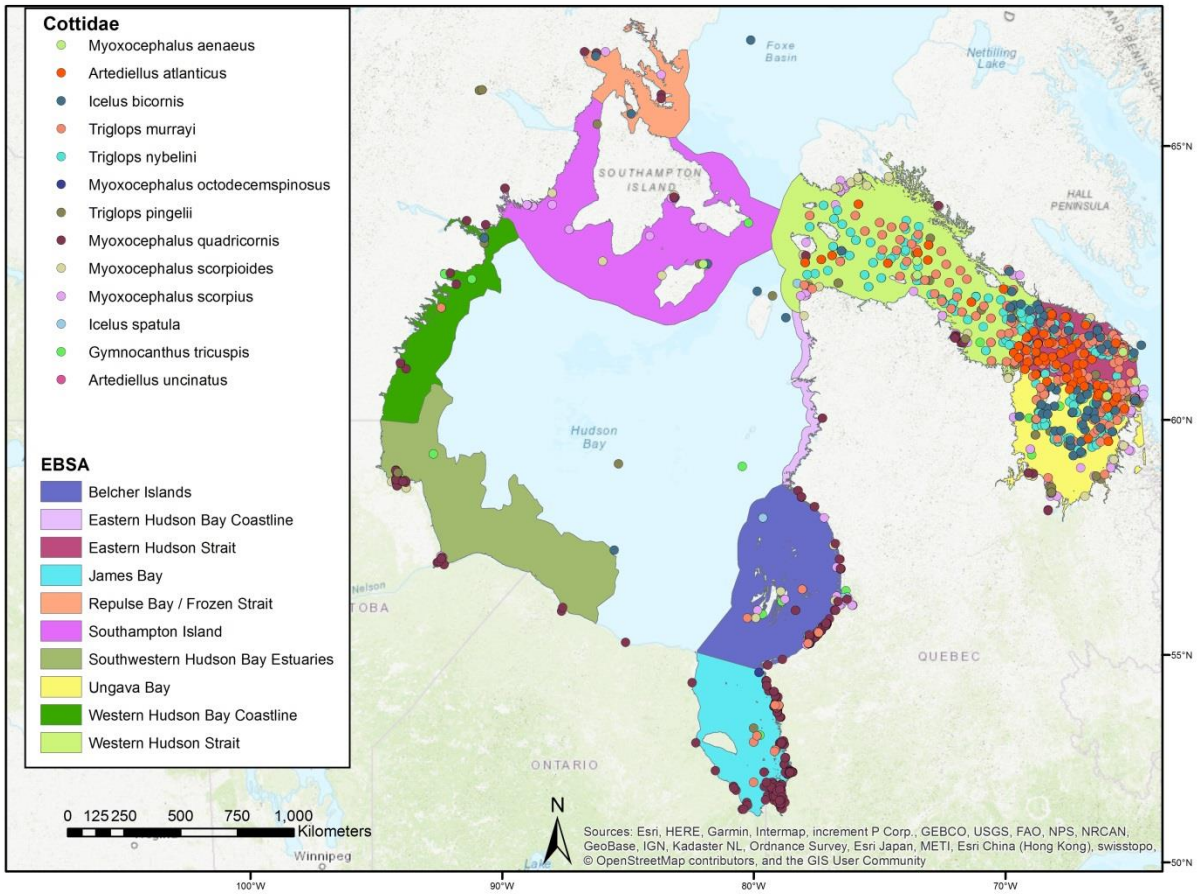 Cottidae
Myoxocephalus aenaeus
Artediellus atlanticus
Icelus bicornis
Triglops murrayi
Triglops nybelini
Myoxocephalus octodecemspinosus
Triglops pingelii
Myoxocephalus quadricornis
Myoxocephalus scorpioides
Myoxocephalus scorpius
Icelus spatula
Gymnocanthus tricuspis
Artediellus uncinatus
EBSA
Belcher Islands
Eastern Hudson Bay Coastline
Eastern Hudson Strait
James Bay
Repulse Bay / Frozen Strait
Southampton Island
Southwestern Hudson Bay Estuaries
Ungava Bay
Western Hudson Bay Coastline
Western Hudson Strait
Foxe
Basin
Nettilling
Lake
PENINSULA
D
SOUTHAMPTON
ISLAND
HALL
PENINSULA
Hudson
Bay
Nelson
TOBA
QUEBEC
ONTARIO
65°N
60°N
55°N
50°N
0 125 250 500 750 1,000
Kilometers
Winnipeg
Lake
N
Sources: Esri, HERE, Garmin, Intermap, increment P Corp., GEBCO, USGS, FAO, NPS, NRCAN,
GeoBase, IGN, Kadaster NL, Ordnance Survey, Esri Japan, METI, Esri China (Hong Kong), swisstopo,
© OpenStreetMap contributors, and the GIS User Community
100°W 90°W 80°W 70°W